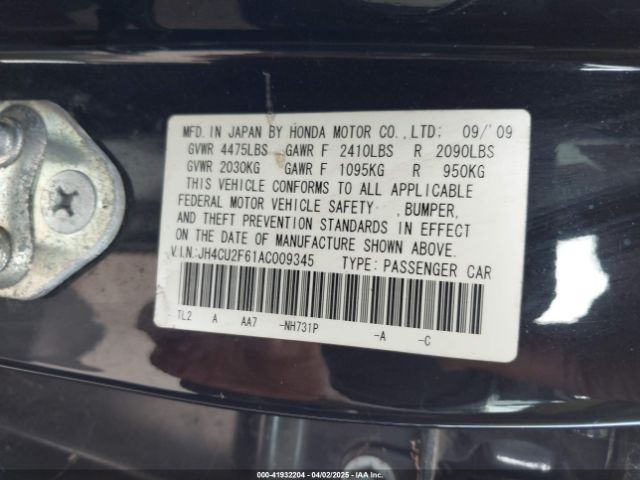 MFD.IN JAPAN BY HONDA MOTOR CO.,LTD: 09/'09
GVWR 4475LBS GAWR F 2410LBS R 2090LBS
GVWR 2030KG GAWR F 1095KG R 950KG
THIS VEHICLE CONFORMS TO ALL APPLICABLE
FEDERAL MOTOR VEHICLE SAFETY ,BUMPER,
AND THEFT PREVENTION STANDARDS IN EFFECT
ON THE DATE OF MANUFACTURE SHOWN ABOVE.
V.I.N:JH4CU2F61AC009345 TYPE: PASSENGER CAR
TL2 A AA7 -NH731P -A -C
000-41932204 - 04/02/2025 - IAAI Copyright